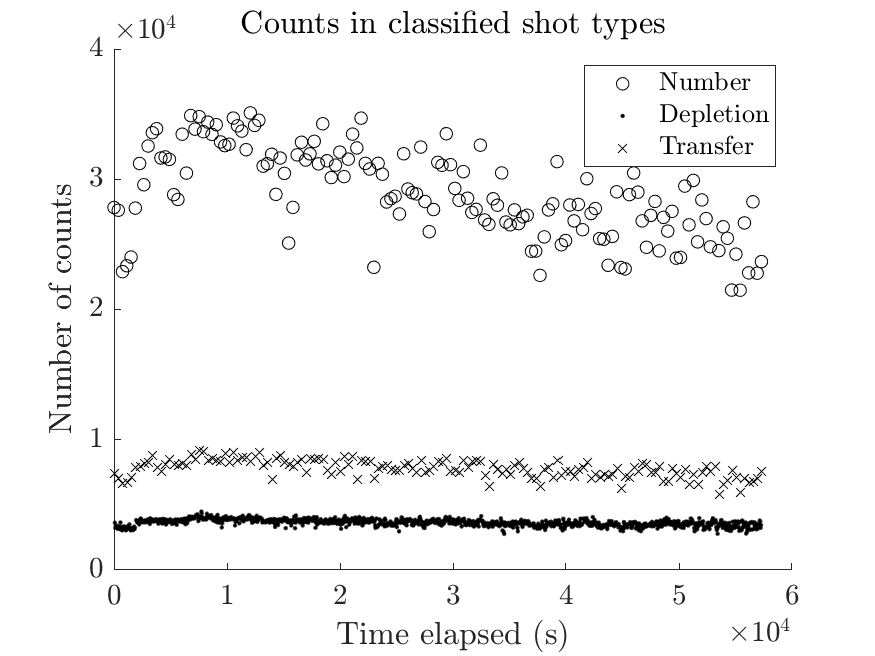 Counts in classified shot types
×10⁴
4
3
2
1
0
Number of counts
Number
Depletion
Transfer
0 1 2 3 4 5 6
Time elapsed (s)
×10⁴